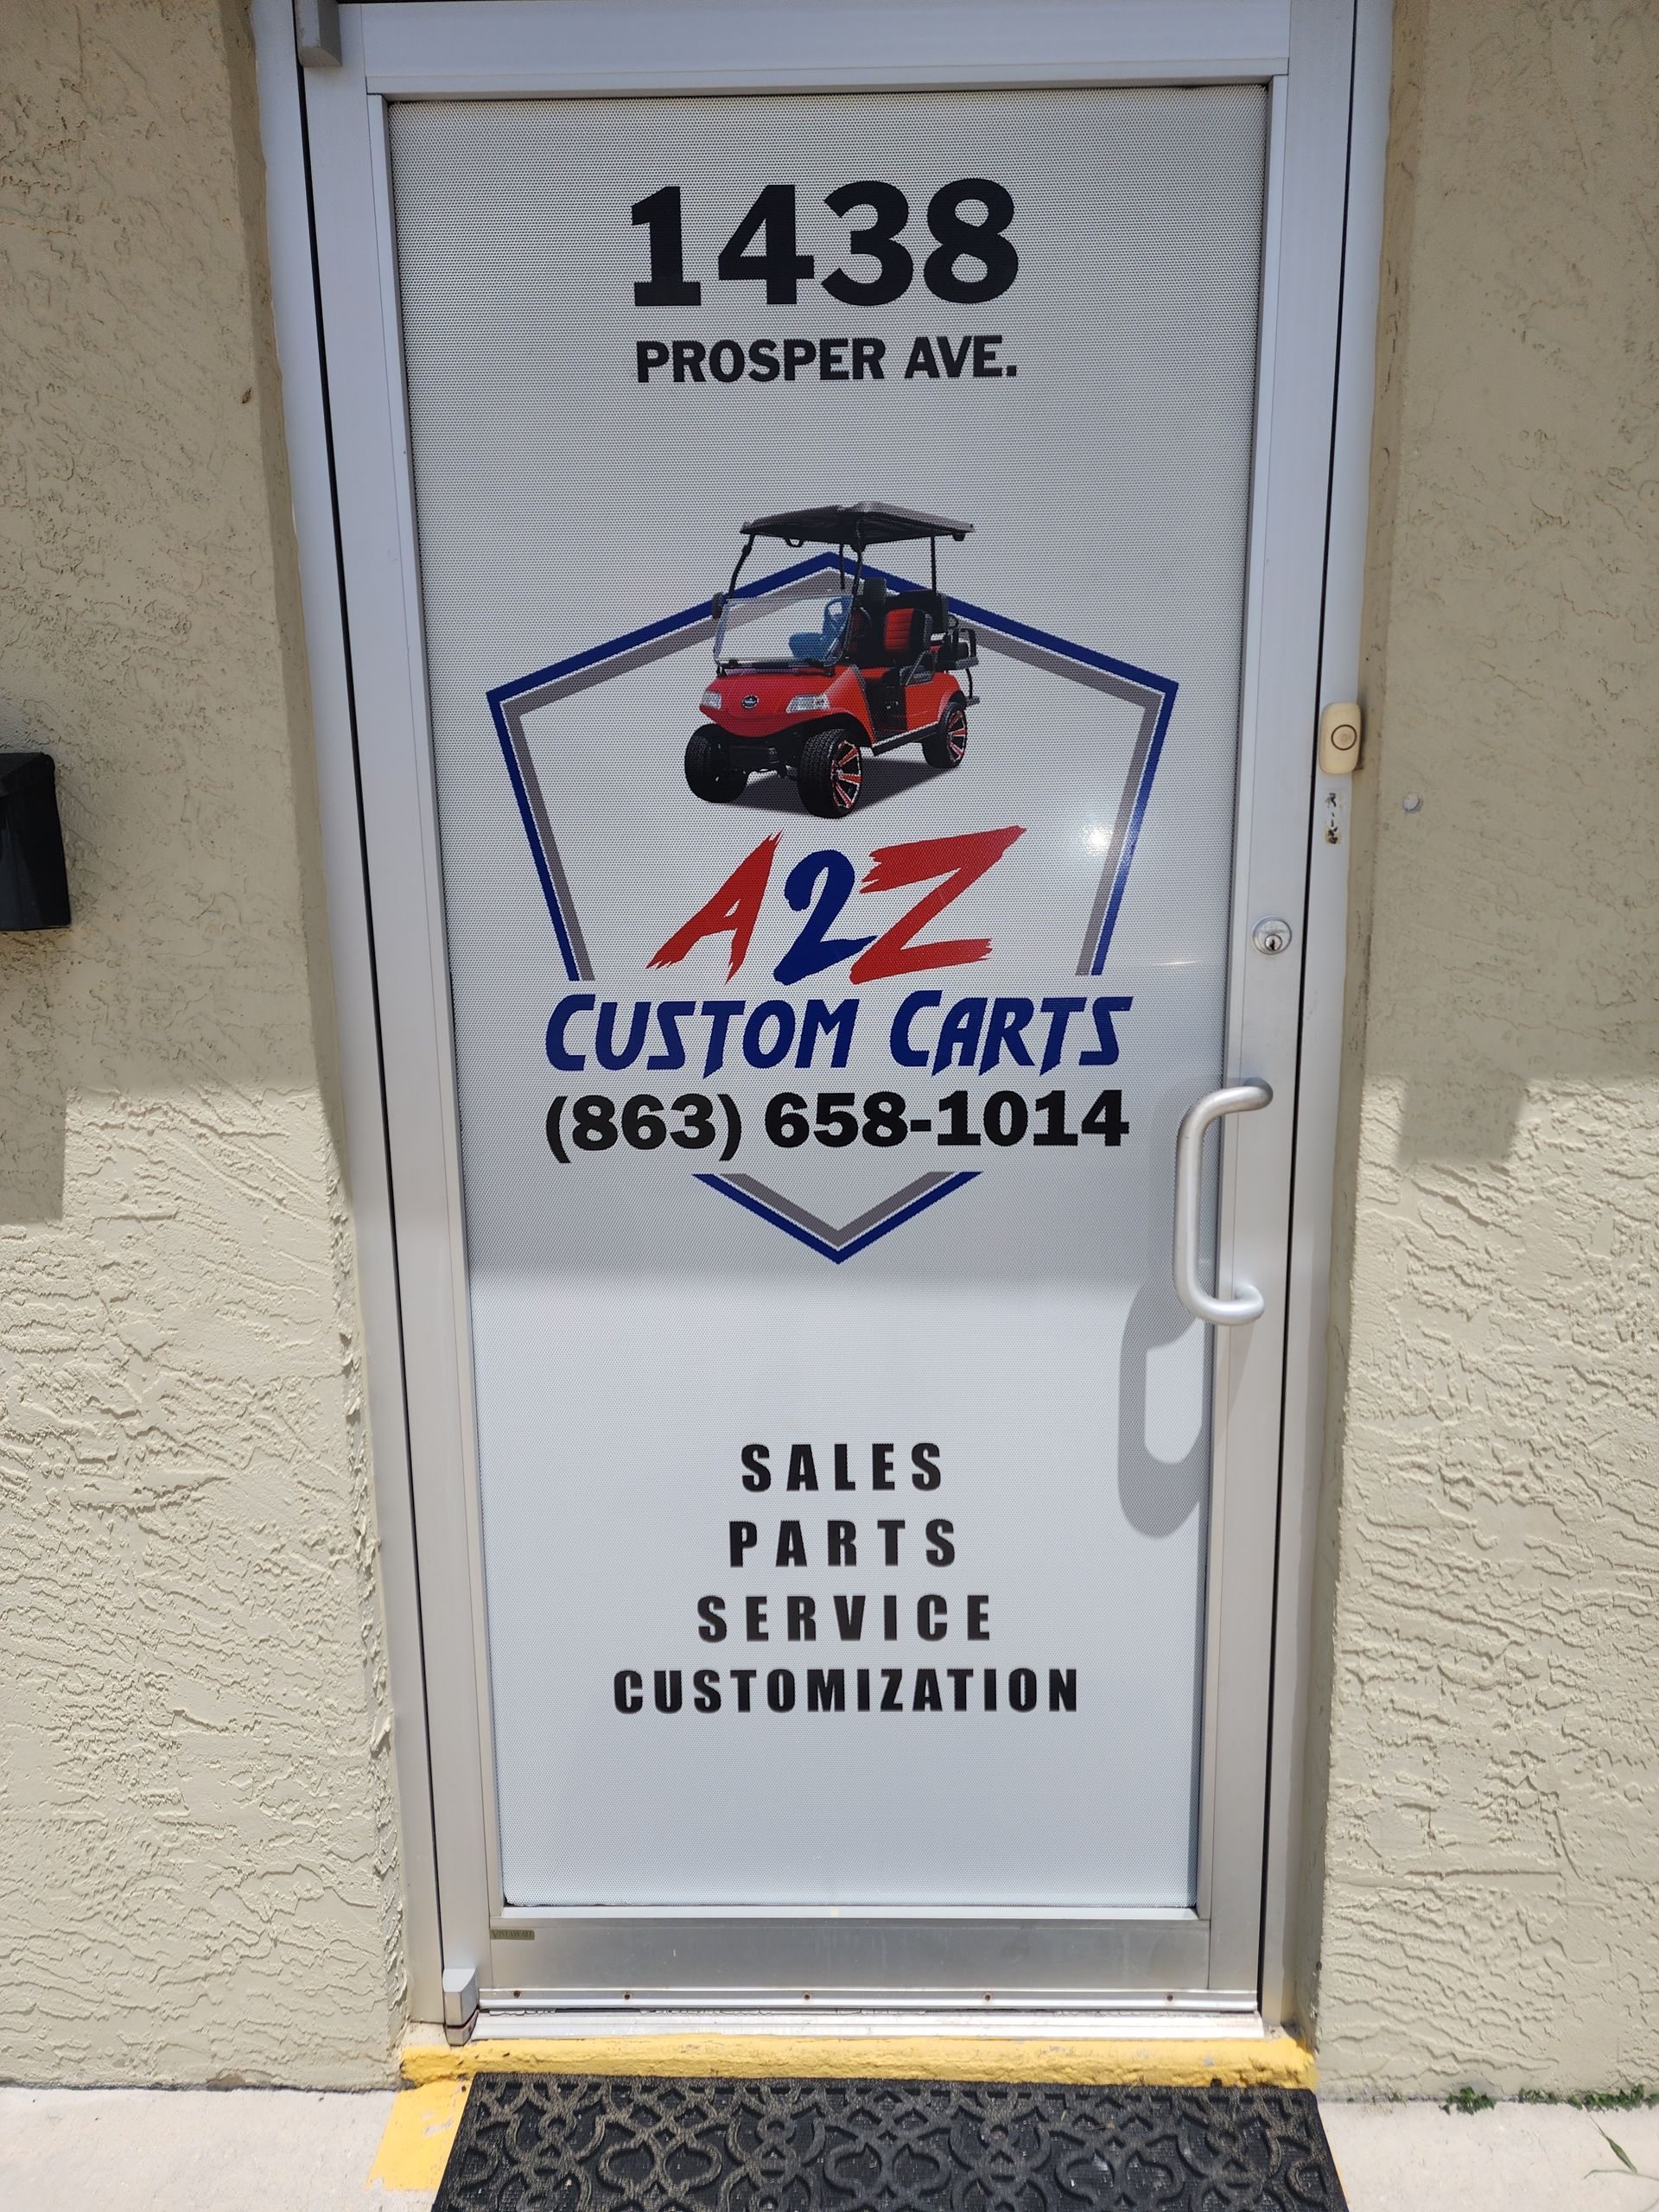 1438
PROSPER AVE.
A2Z
CUSTOM CARTS
(863) 658-1014
SALES
PARTS
SERVICE
CUSTOMIZATION